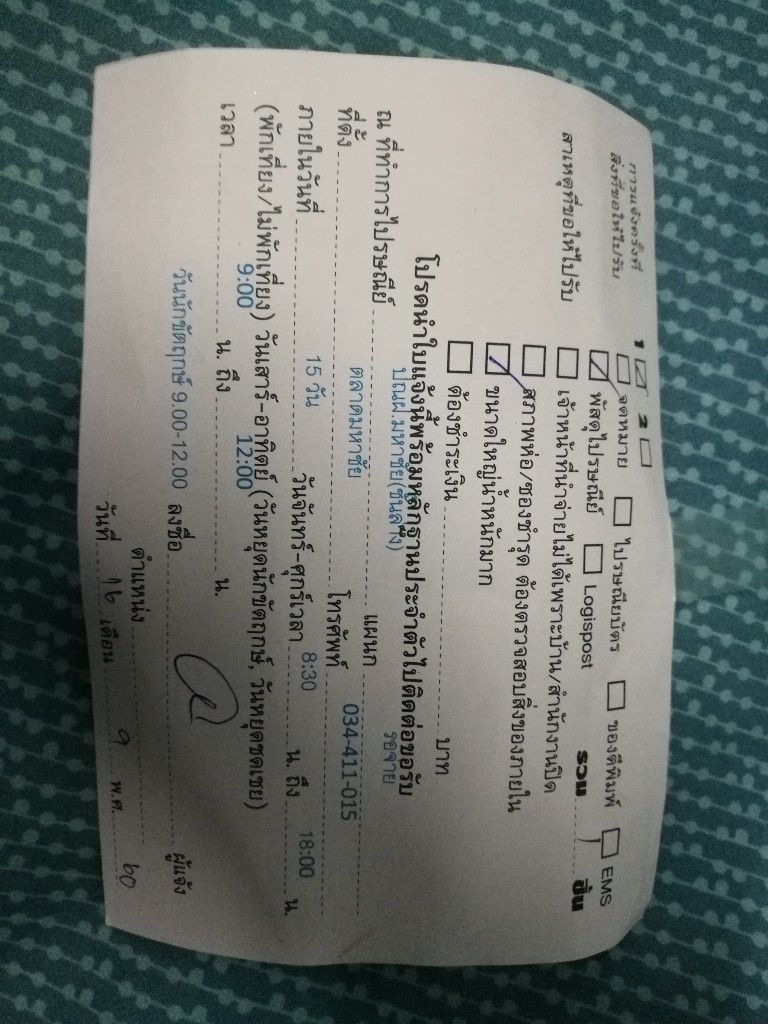 การแจ้งครั้งที่ 1 2
สิ่งที่ขอให้ไปรับ จดหมาย ไปรษณียบัตร ของตีพิมพ์ EMS
พัสดุไปรษณีย์ Logispost รวม 1 ชิ้น
สาเหตุที่ขอให้ไปรับ เจ้าหน้าที่นำจ่ายไม่ได้เพราะบ้าน/สำนักงานปิด
สภาพห่อ/ซองชำรุด ต้องตรวจสอบสิ่งของภายใน
ขนาดใหญ่น้ำหนักมาก
ต้องชำระเงิน บาท
โปรดนำใบแจ้งนี้พร้อมหลักฐานประจำตัวไปติดต่อขอรับ
ณ ที่ทำการไปรษณีย์ ปณฝ.มหาชัย(ชั้นล่าง) แผนก รอจ่าย
ที่ตั้ง ตลาดมหาชัย โทรศัพท์ 034-411-015
ภายในวันที่ 15 วัน วันจันทร์-ศุกร์เวลา 8:30 น. ถึง 18:00 น.
(พักเที่ยง/ไม่พักเที่ยง) วันเสาร์-อาทิตย์ (วันหยุดนักขัตฤกษ์, วันหยุดชดเชย)
เวลา 9:00 น. ถึง 12:00 น.
วันนักขัตฤกษ์ 9.00-12.00 ลงชื่อ ผู้แจ้ง
ตำแหน่ง
วันที่ 16 เดือน 9 พ.ศ. 60